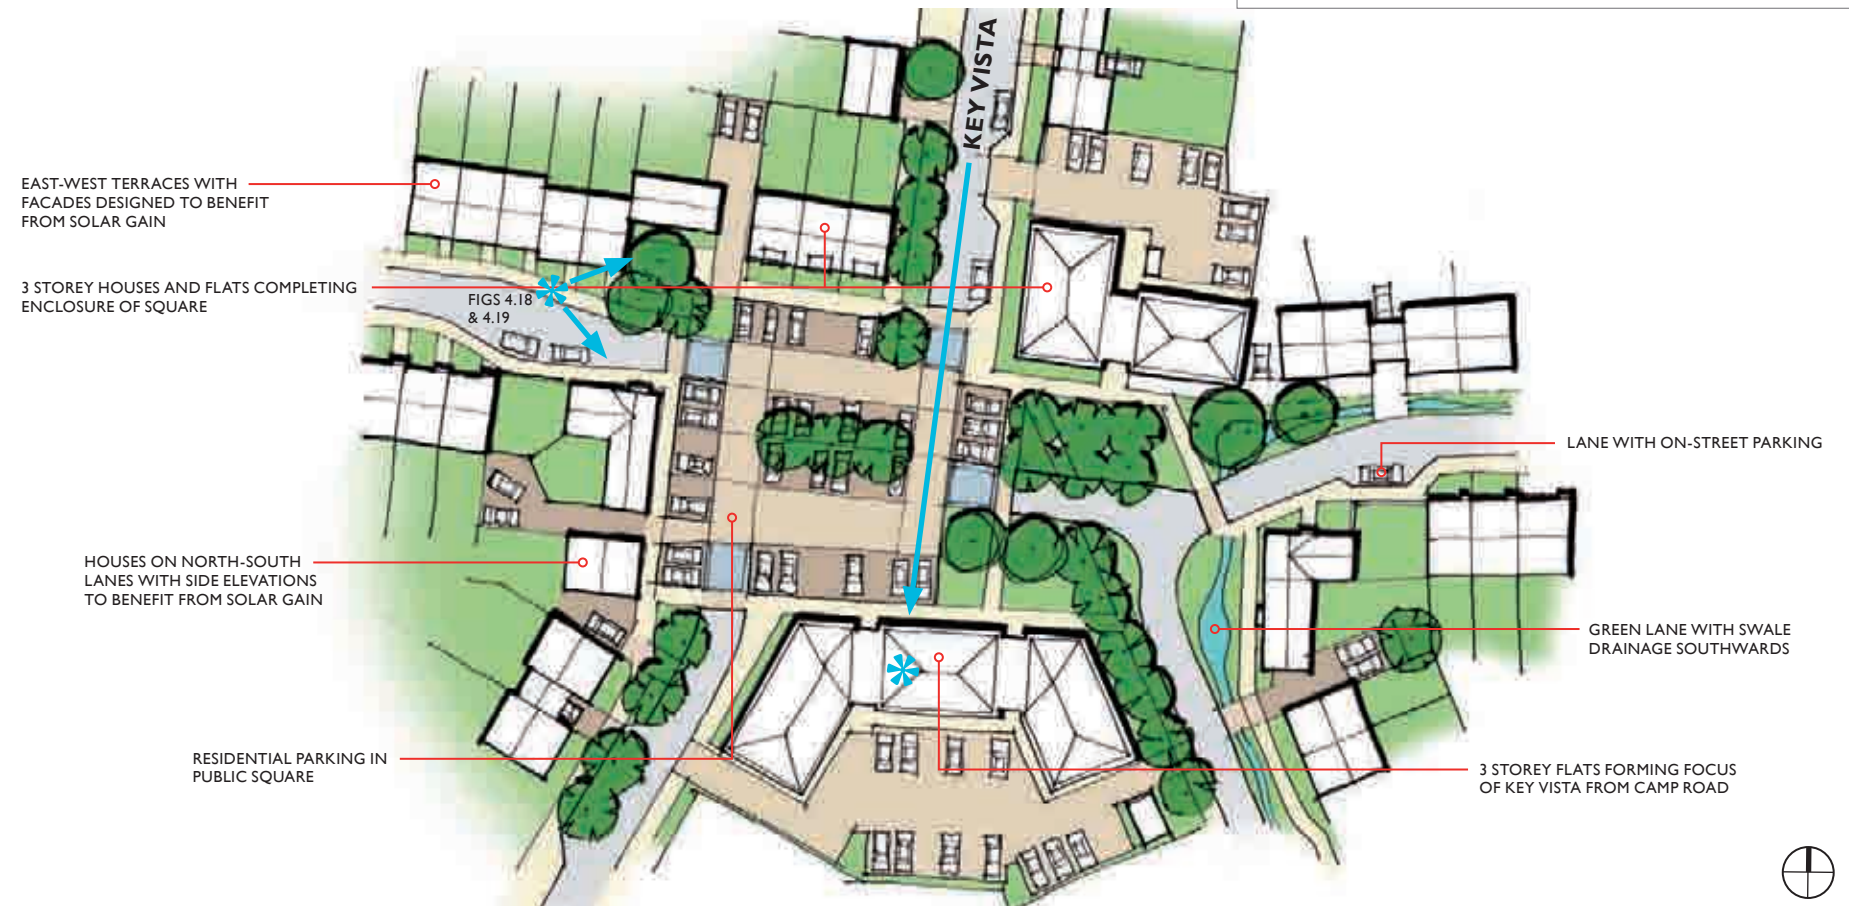 KEY VISTA
EAST-WEST TERRACES WITH
FACADES DESIGNED TO BENEFIT
FROM SOLAR GAIN
3 STOREY HOUSES AND FLATS COMPLETING
ENCLOSURE OF SQUARE
FIGS 4.18
& 4.19
LANE WITH ON-STREET PARKING
HOUSES ON NORTH-SOUTH
LANES WITH SIDE ELEVATIONS
TO BENEFIT FROM SOLAR GAIN
GREEN LANE WITH SWALE
DRAINAGE SOUTHWARDS
RESIDENTIAL PARKING IN
PUBLIC SQUARE
3 STOREY FLATS FORMING FOCUS
OF KEY VISTA FROM CAMP ROAD